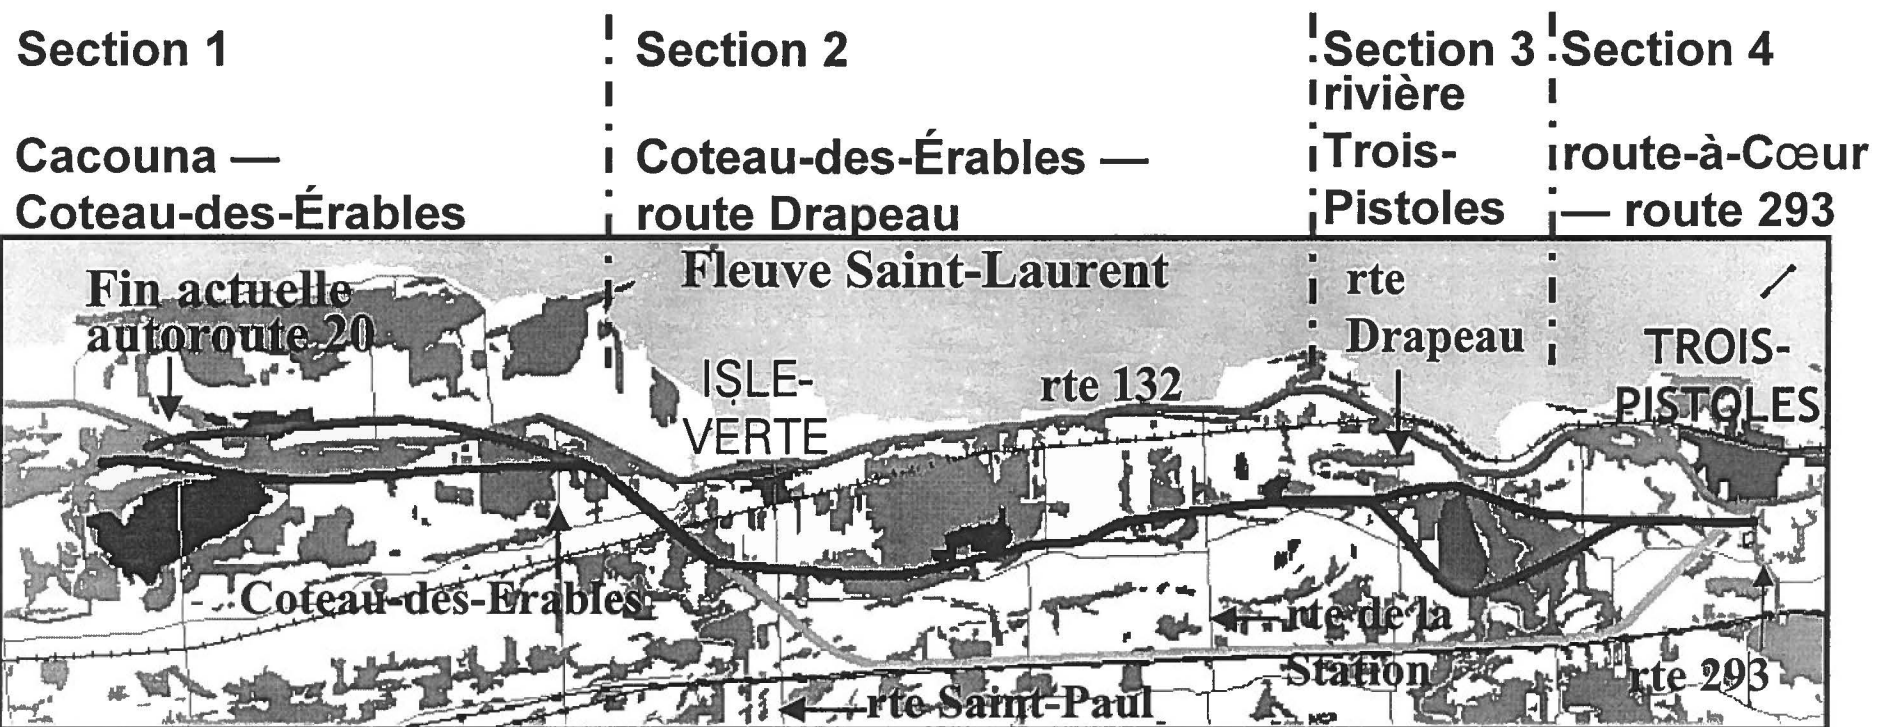 Section 1
Cacouna —
Coteau-des-Érables
Section 2
Coteau-des-Érables —
route Drapeau
Section 3
rivière
Trois-
Pistoles
Section 4
route-à-Cœur
— route 293
Fin actuelle
autoroute 20
Fleuve Saint-Laurent
rte
Drapeau
ISLE-
VERTE
rte 132
TROIS-
PISTOLES
Coteau-des-Erables
rte de la
Station
rte 293
rte Saint-Paul